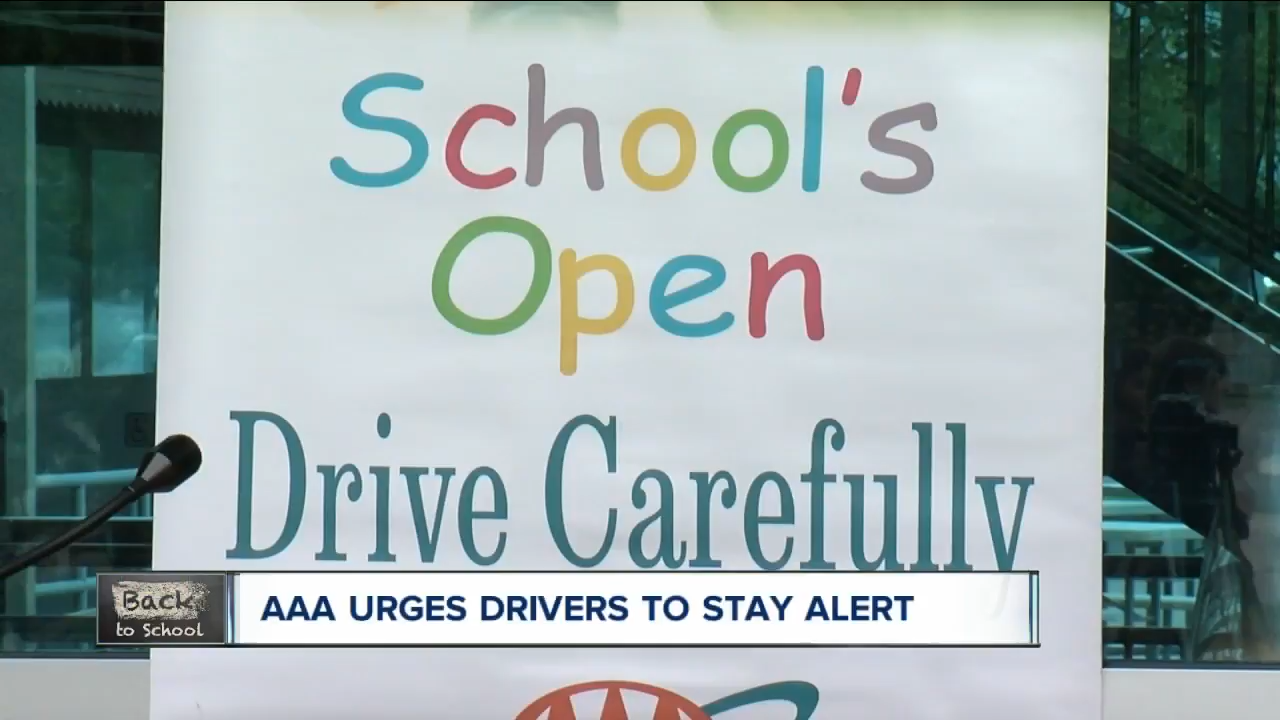 School's
Open
Drive Carefully
Back
to School
AAA URGES DRIVERS TO STAY ALERT